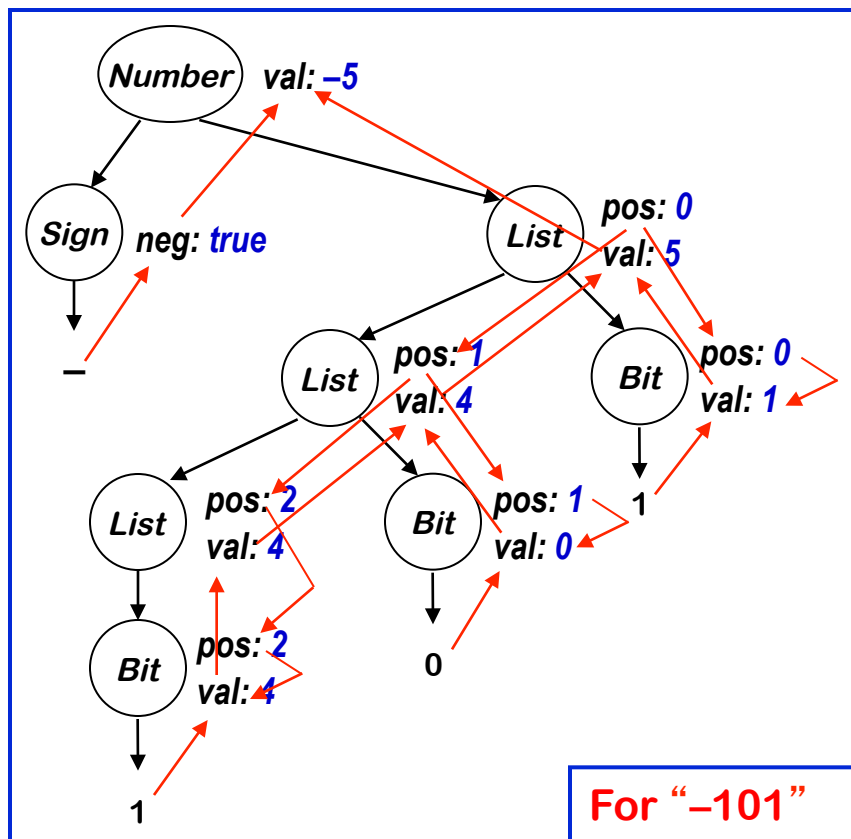 Number val: –5
Sign neg: true
List pos: 0
val: 5
–
List pos: 1
val: 4
Bit pos: 0
val: 1
List pos: 2
val: 4
Bit pos: 1
val: 0
1
Bit pos: 2
val: 4
0
1
For “–101”